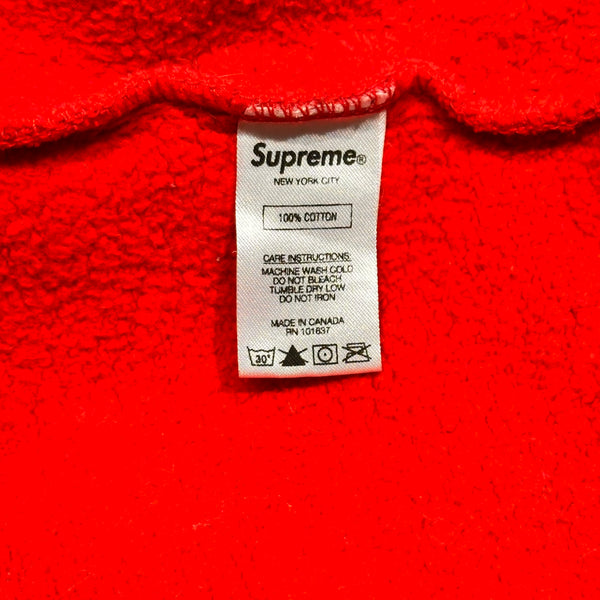 Supreme®
NEW YORK CITY
100% COTTON
CARE INSTRUCTIONS:
MACHINE WASH COLD
DO NOT BLEACH
TUMBLE DRY LOW
DO NOT IRON
MADE IN CANADA
RN 101837
30°